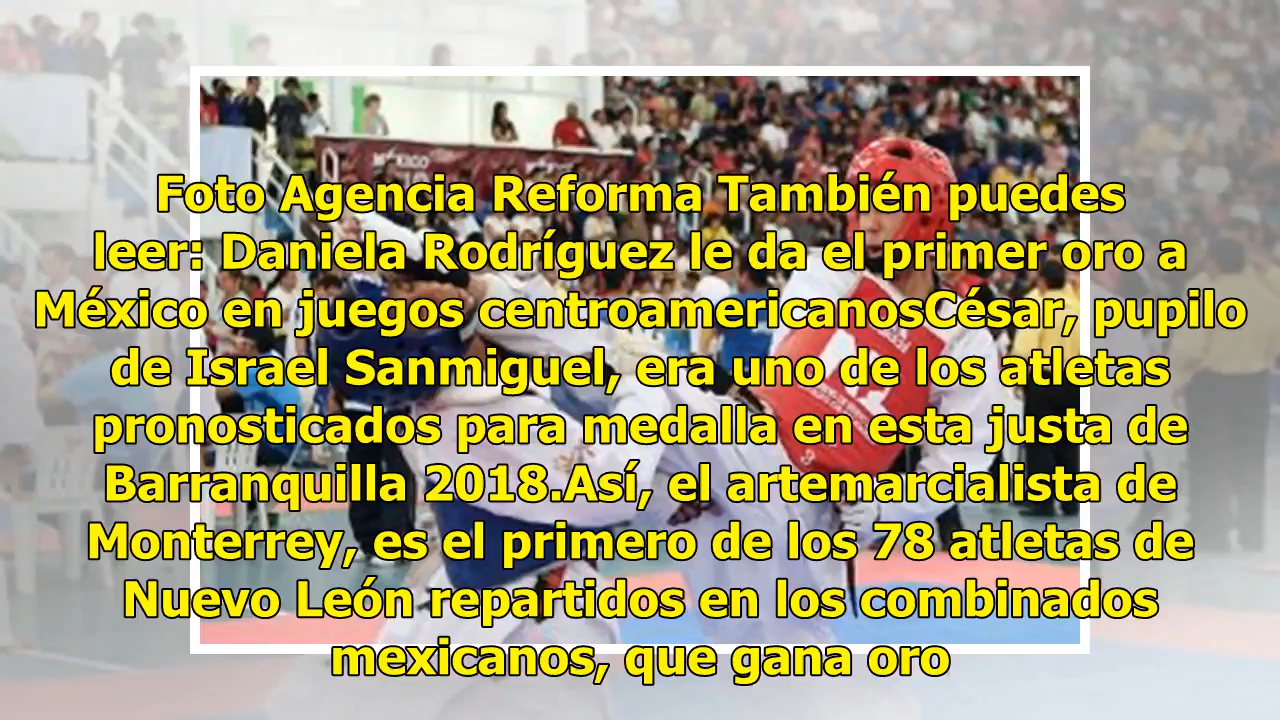 MÉXICO
Foto Agencia Reforma También puedes
leer: Daniela Rodríguez le da el primer oro a
México en juegos centroamericanosCésar, pupilo
de Israel Sanmiguel, era uno de los atletas
pronosticados para medalla en esta justa de
Barranquilla 2018.Así, el artemarcialista de
Monterrey, es el primero de los 78 atletas de
Nuevo León repartidos en los combinados
mexicanos, que gana oro